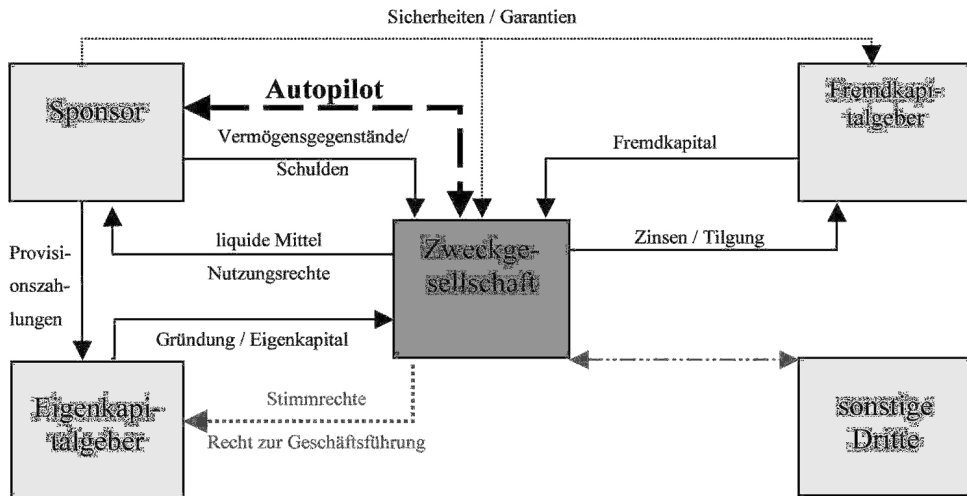 Sicherheiten / Garantien
Sponsor
Autopilot
Vermögensgegenstände/
Schulden
Fremdkapi-
talgeber
Fremdkapital
liquide Mittel
Nutzungsrechte
Zweckge-
sellschaft
Zinsen / Tilgung
Provisi-
onszah-
lungen
Gründung / Eigenkapital
Eigenkapi-
talgeber
Stimmrechte
Recht zur Geschäftsführung
sonstige
Dritte